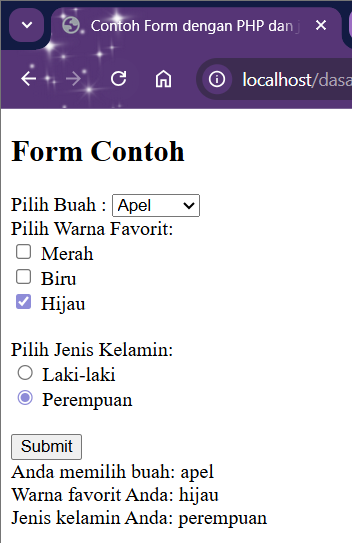 Contoh Form dengan PHP dan j
localhost/dasa
Form Contoh
Pilih Buah : Apel
Pilih Warna Favorit:
Merah
Biru
Hijau
Pilih Jenis Kelamin:
Laki-laki
Perempuan
Submit
Anda memilih buah: apel
Warna favorit Anda: hijau
Jenis kelamin Anda: perempuan